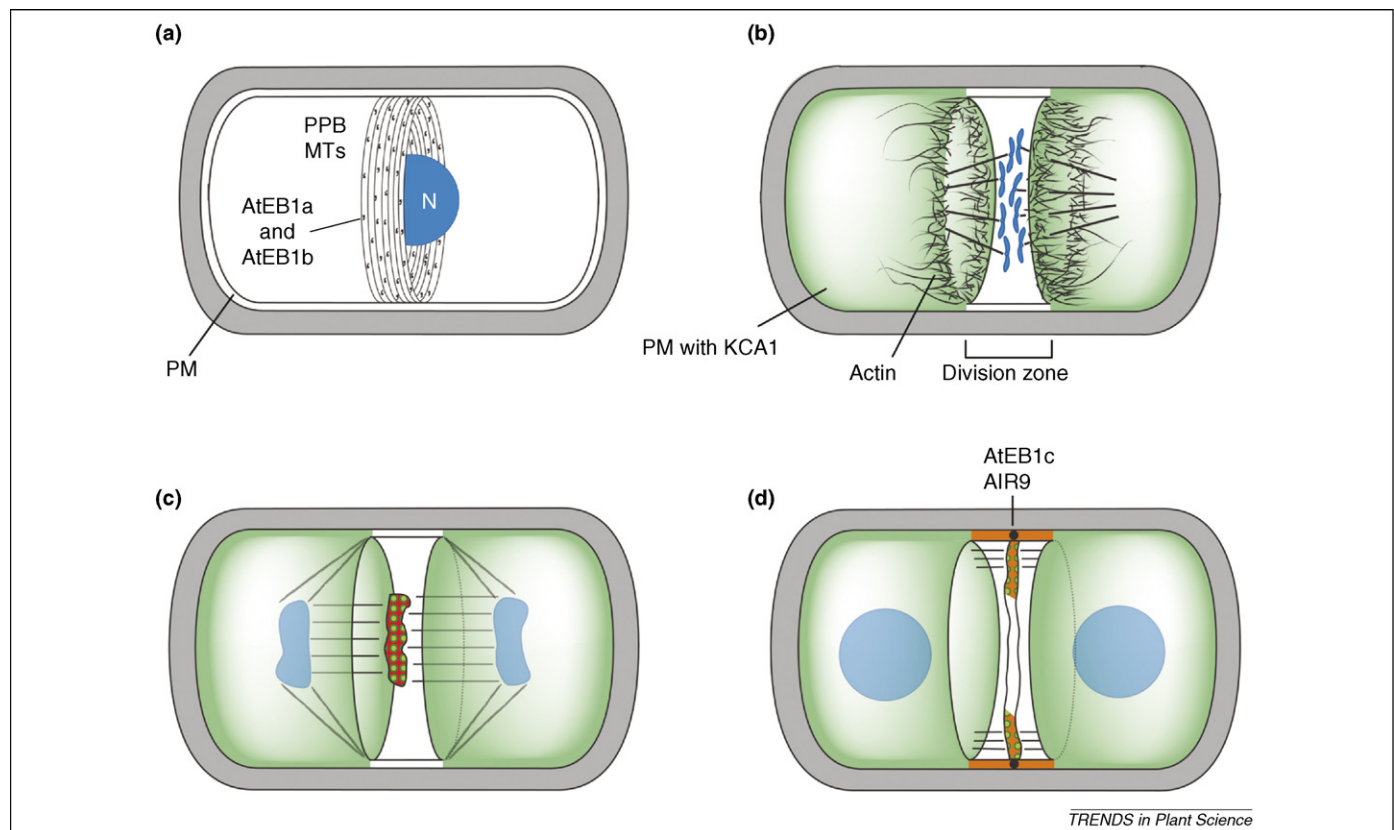 (a)
PPB
MTs
N
AtEB1a
and
AtEB1b
PM
(b)
PM with KCA1
Actin
Division zone
(c)
(d)
AtEB1c
AIR9
TRENDS in Plant Science